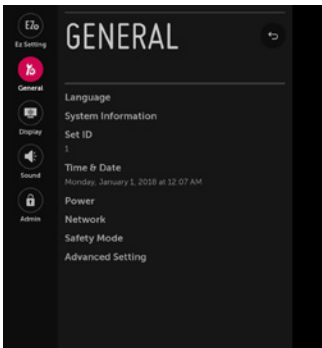 EZo
Ez Setting
GENERAL
General
Display
Sound
Admin
Language
System Information
Set ID
1
Time & Date
Monday, January 1, 2018 at 12:07 AM
Power
Network
Safety Mode
Advanced Setting